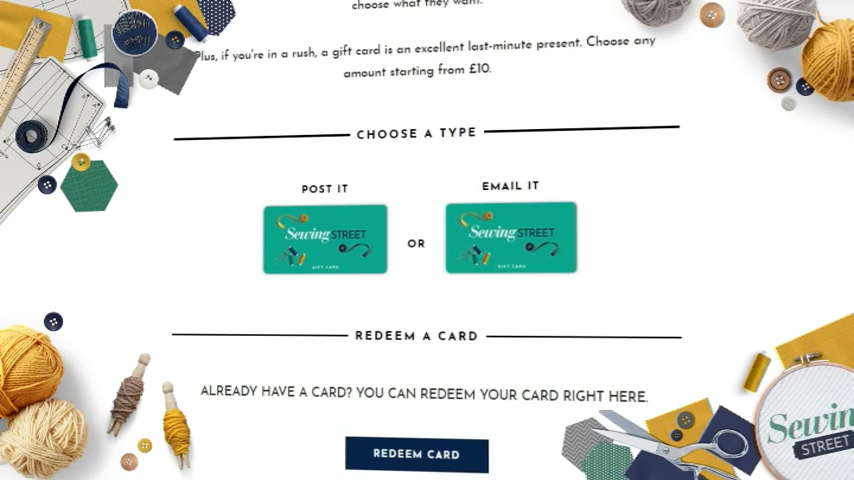 choose what they want.
Plus, if you're in a rush, a gift card is an excellent last-minute present. Choose any
amount starting from £10.
CHOOSE A TYPE
POST IT
EMAIL IT
Sewing STREET
GIFT CARD
OR
Sewing STREET
GIFT CARD
REDEEM A CARD
ALREADY HAVE A CARD? YOU CAN REDEEM YOUR CARD RIGHT HERE.
REDEEM CARD
Sewin
STREET